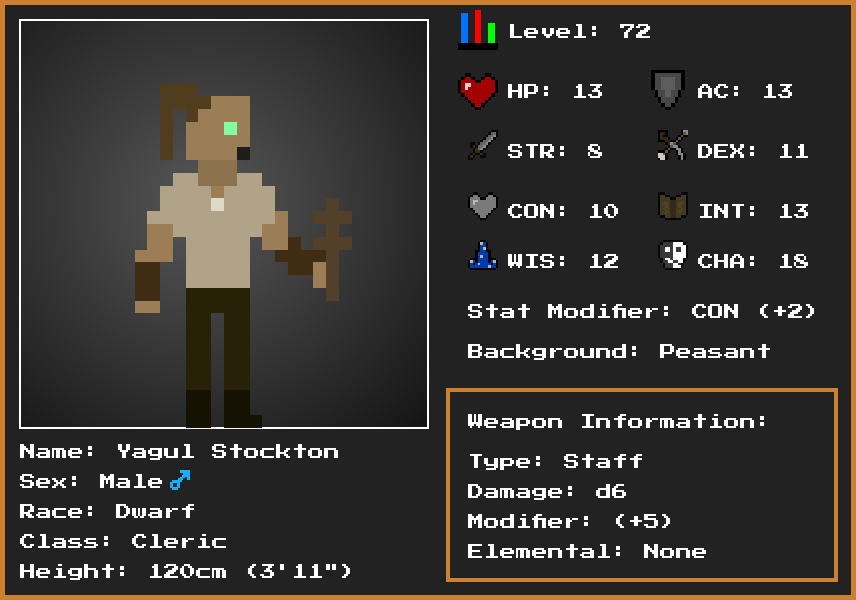 Level: 72
HP: 13
AC: 13
STR: 8
DEX: 11
CON: 10
INT: 13
WIS: 12
CHA: 18
Stat Modifier: CON (+2)
Background: Peasant
Weapon Information:
Type: Staff
Damage: d6
Modifier: (+5)
Elemental: None
Name: Yagul Stockton
Sex: Male♂
Race: Dwarf
Class: Cleric
Height: 120cm (3'11")